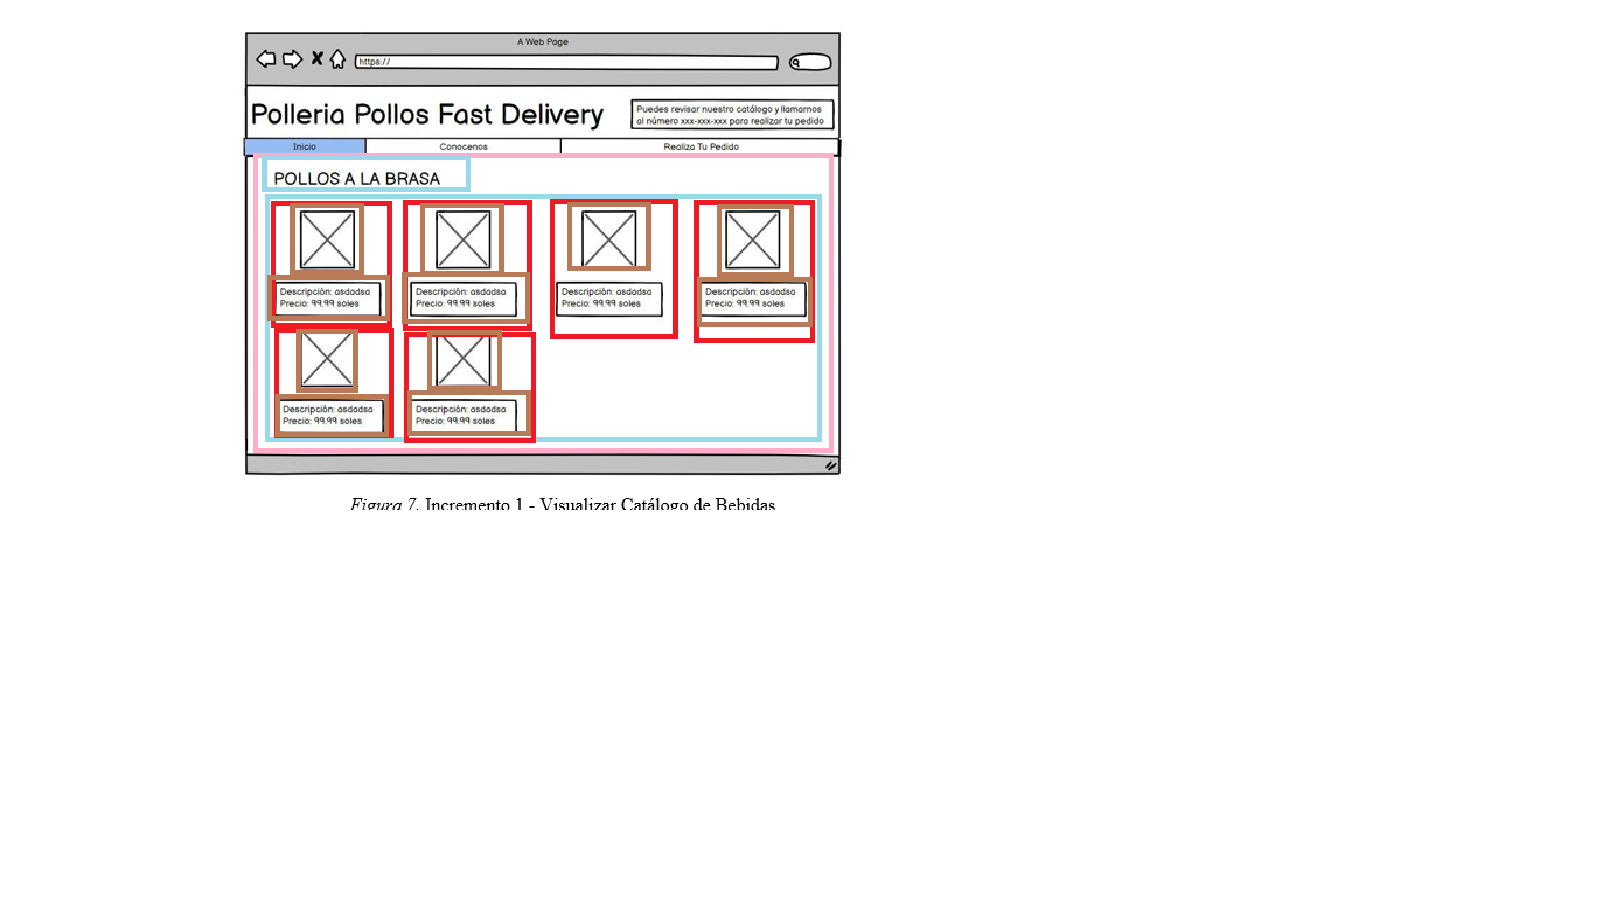 A Web Page
https://
Polleria Pollos Fast Delivery
Puedes revisar nuestro catálogo y llamarnos
al número xxx-xxx-xxx para realizar tu pedido
Inicio Conocenos Realiza Tu Pedido
POLLOS A LA BRASA
Descripción: asdadsa Descripción: asdadsa Descripción: asdadsa Descripción: asdadsa
Precio: 99.99 soles Precio: 99.99 soles Precio: 99.99 soles Precio: 99.99 soles
Descripción: asdadsa Descripción: asdadsa
Precio: 99.99 soles Precio: 99.99 soles
Figura 7. Incremento 1 - Visualizar Catálogo de Bebidas